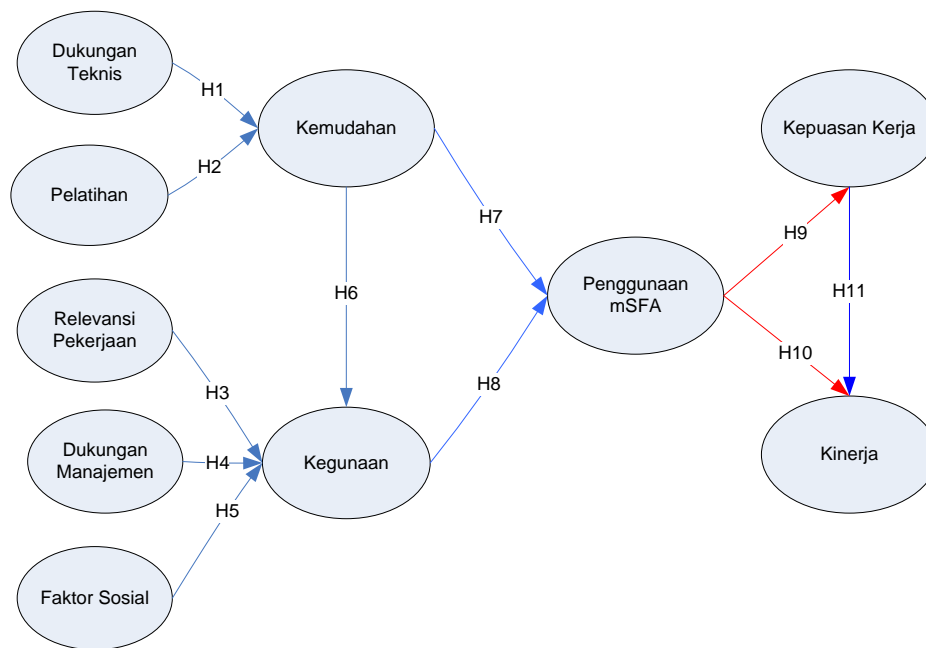 Dukungan
Teknis
H1
Kemudahan
Kepuasan Kerja
H2
Pelatihan
H7
H9
Penggunaan
mSFA
H6
H11
Relevansi
Pekerjaan
H10
H3
H8
Dukungan
Manajemen
H4
Kegunaan
Kinerja
H5
Faktor Sosial